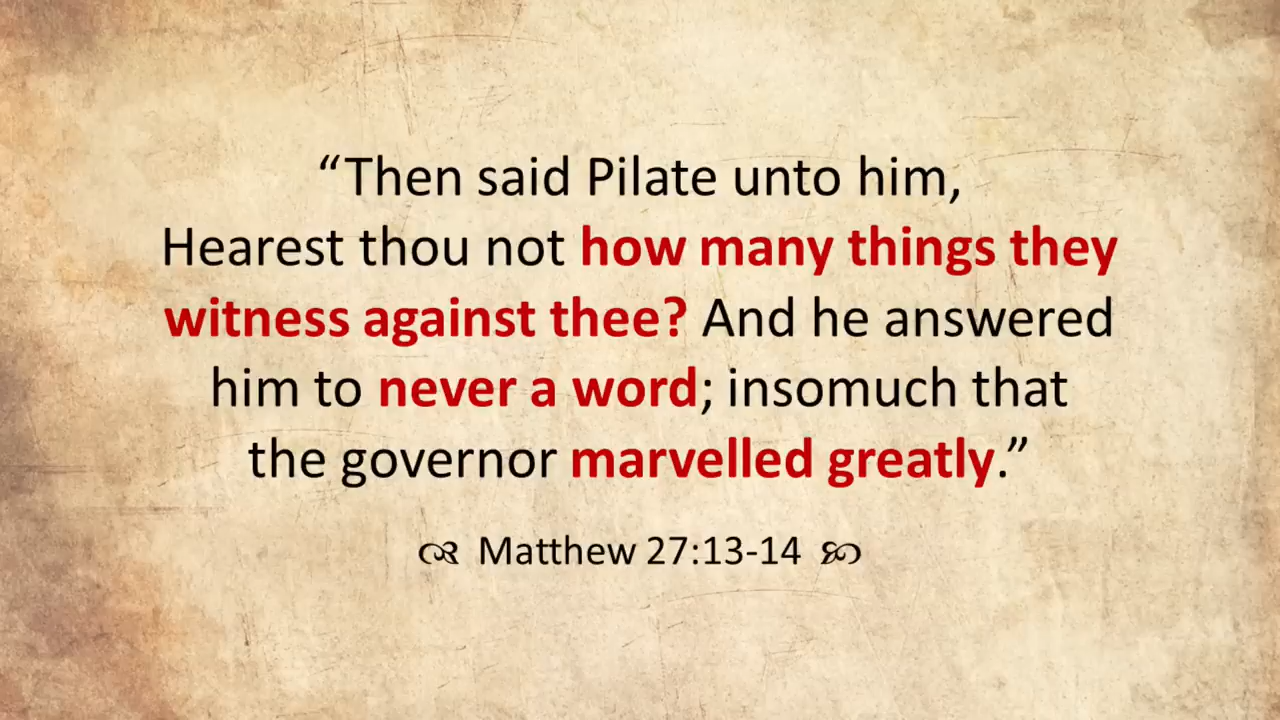 “Then said Pilate unto him,
Hearest thou not how many things they
witness against thee? And he answered
him to never a word; insomuch that
the governor marvelled greatly.”
Matthew 27:13-14